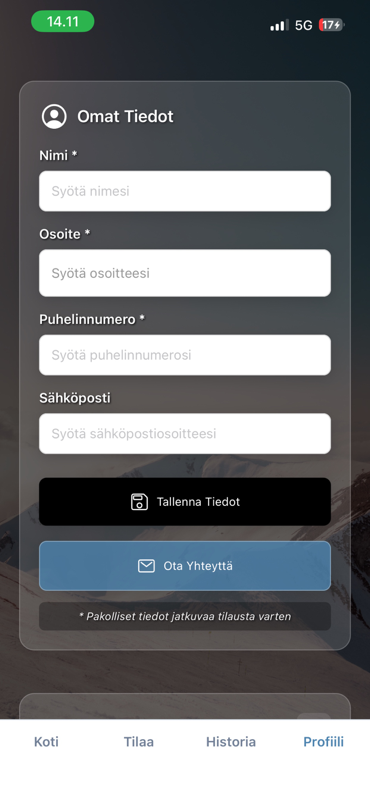 14.11
5G
17
Omat Tiedot
Nimi *
Syötä nimesi
Osoite *
Syötä osoitteesi
Puhelinnumero *
Syötä puhelinnumerosi
Sähköposti
Syötä sähköpostiosoitteesi
Tallenna Tiedot
Ota Yhteyttä
* Pakolliset tiedot jatkuvaa tilausta varten
Koti
Tilaa
Historia
Profiili